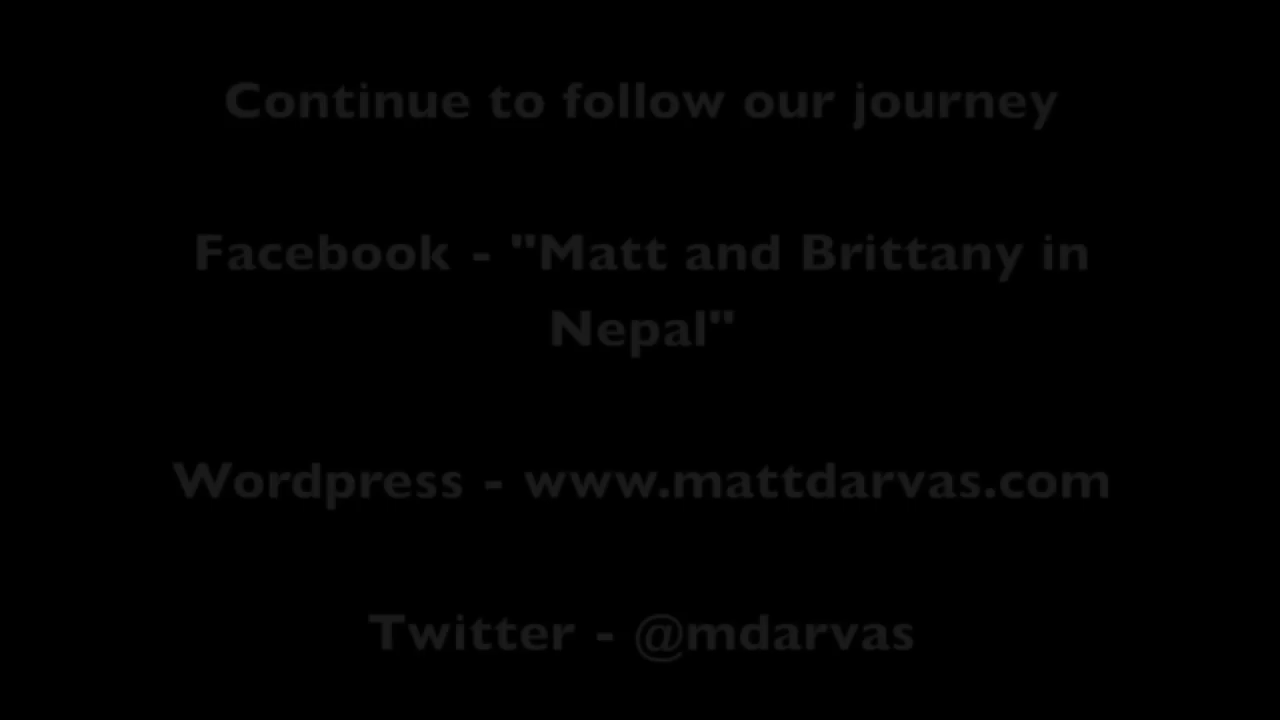 Continue to follow our journey
Facebook - "Matt and Brittany in
Nepal"
Wordpress - www.mattdarvas.com
Twitter - @mdarvas